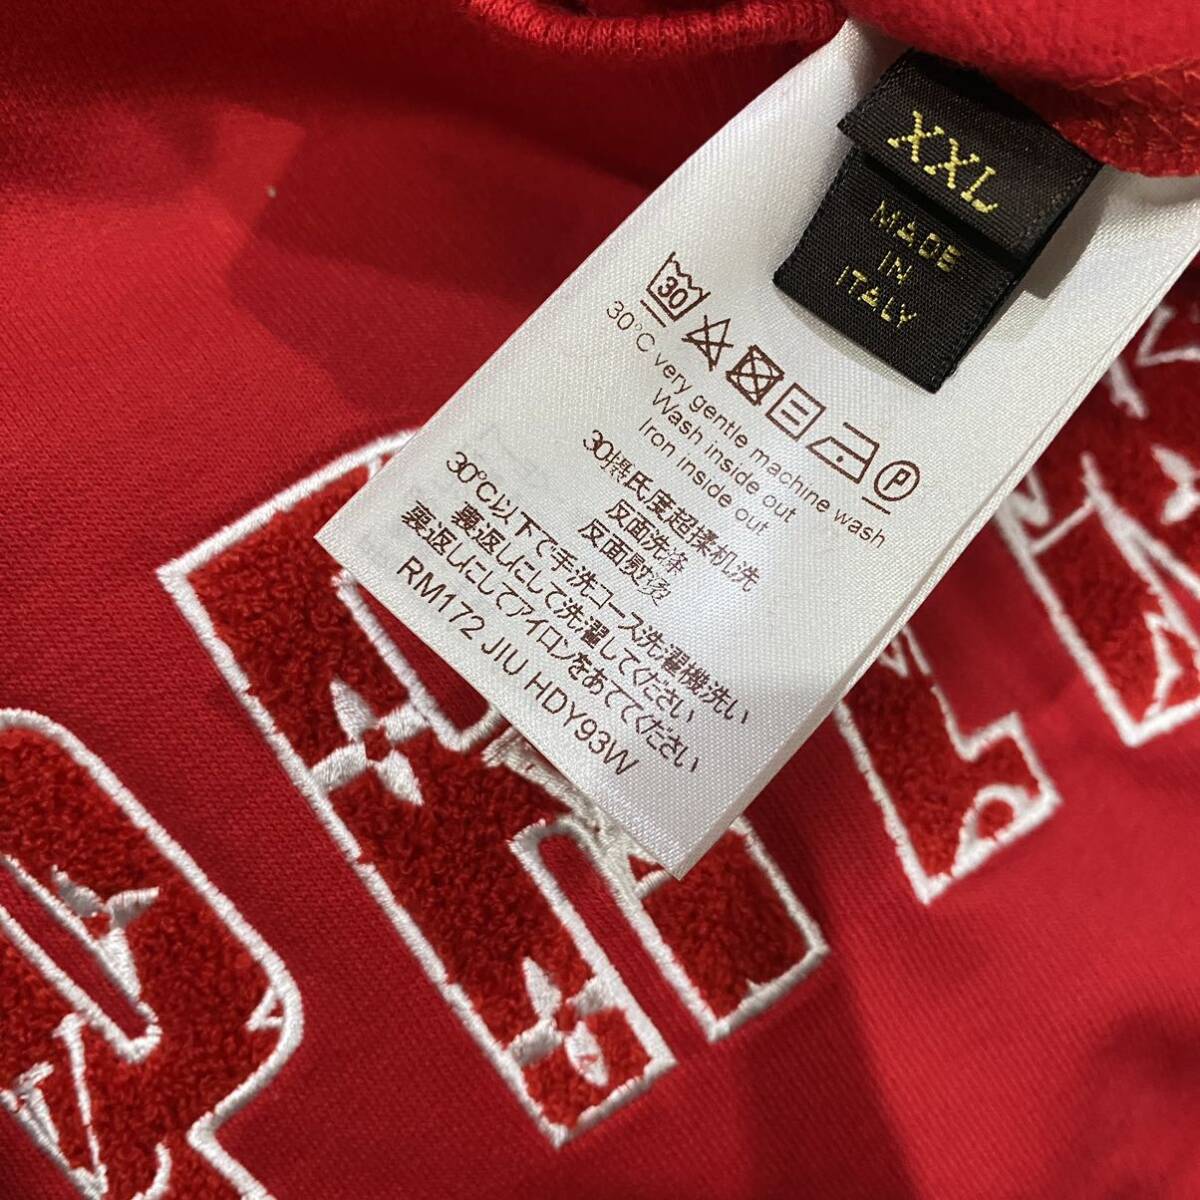 XXL
MADE
IN
ITALY
30
P
30°C very gentle machine wash
Wash inside out
Iron inside out
30摄氏度超揉机洗
反面洗条
反面熨烫
30°C以下で手洗コース洗濯機洗い
裏返しにして洗濯してください
裏返しにしてアイロンをあててください
RM172 JIU HDY93W